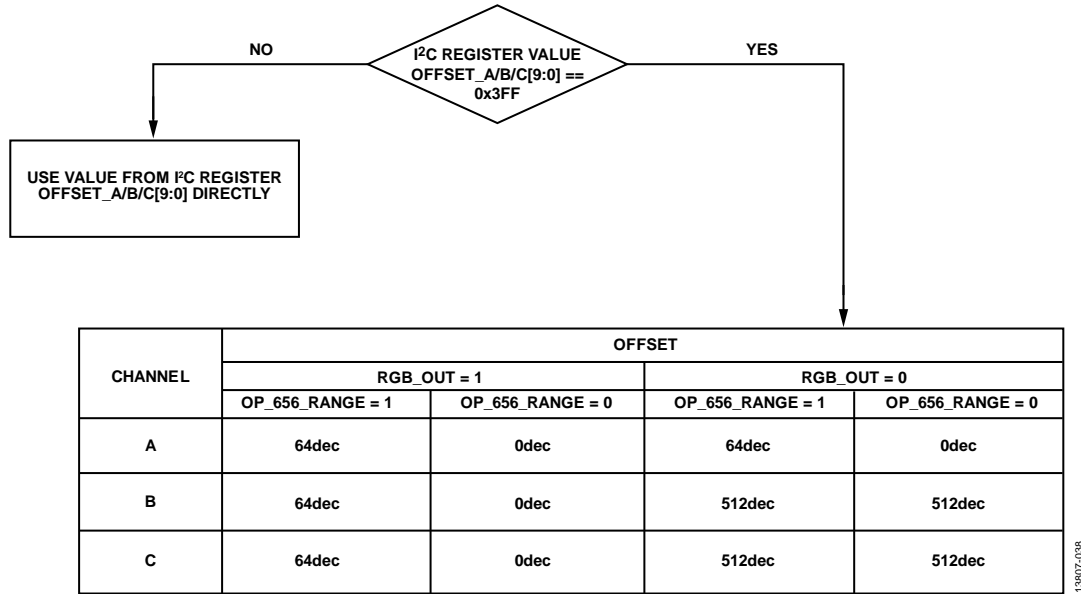 NO
I²C REGISTER VALUE
OFFSET_A/B/C[9:0] ==
0x3FF
YES
USE VALUE FROM I²C REGISTER
OFFSET_A/B/C[9:0] DIRECTLY
CHANNEL
OFFSET
RGB_OUT = 1 RGB_OUT = 0
OP_656_RANGE = 1 OP_656_RANGE = 0 OP_656_RANGE = 1 OP_656_RANGE = 0
A 64dec 0dec 64dec 0dec
B 64dec 0dec 512dec 512dec
C 64dec 0dec 512dec 512dec
13807-038